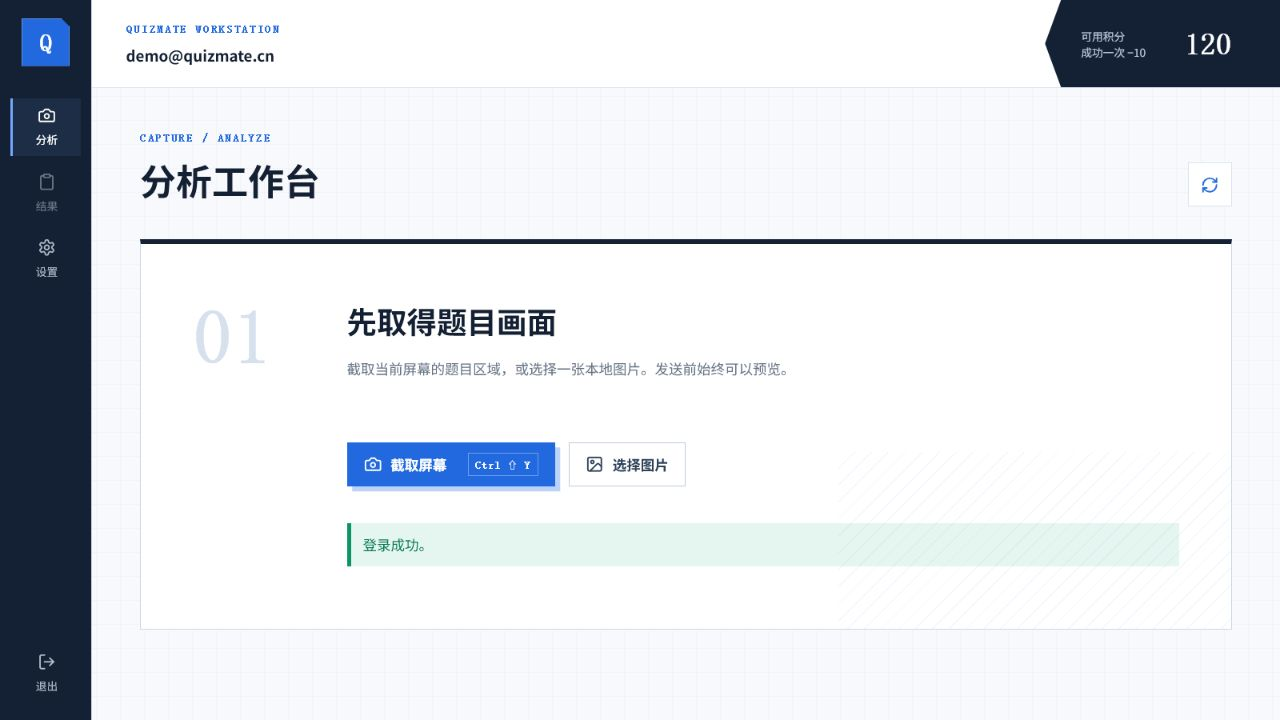 Q
分析
结果
设置
退出
QUIZMATE WORKSTATION
demo@quizmate.cn
可用积分
成功一次 −10
120
CAPTURE / ANALYZE
分析工作台
01
先取得题目画面
截取当前屏幕的题目区域，或选择一张本地图片。发送前始终可以预览。
截取屏幕 Ctrl ⇧ Y
选择图片
登录成功。